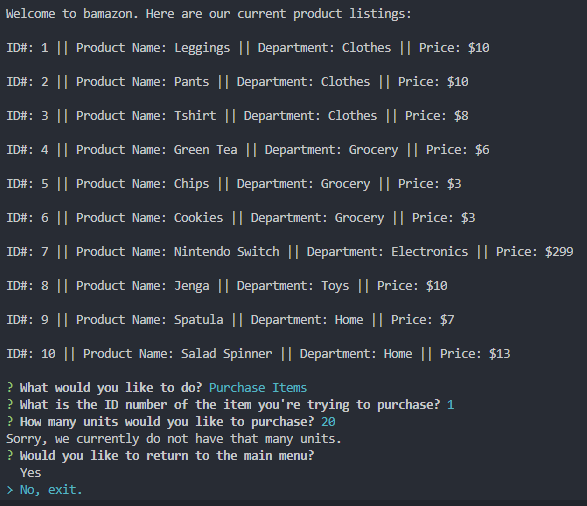 Welcome to bamazon. Here are our current product listings:
ID#: 1 || Product Name: Leggings || Department: Clothes || Price: $10
ID#: 2 || Product Name: Pants || Department: Clothes || Price: $10
ID#: 3 || Product Name: Tshirt || Department: Clothes || Price: $8
ID#: 4 || Product Name: Green Tea || Department: Grocery || Price: $6
ID#: 5 || Product Name: Chips || Department: Grocery || Price: $3
ID#: 6 || Product Name: Cookies || Department: Grocery || Price: $3
ID#: 7 || Product Name: Nintendo Switch || Department: Electronics || Price: $299
ID#: 8 || Product Name: Jenga || Department: Toys || Price: $10
ID#: 9 || Product Name: Spatula || Department: Home || Price: $7
ID#: 10 || Product Name: Salad Spinner || Department: Home || Price: $13
? What would you like to do? Purchase Items
? What is the ID number of the item you're trying to purchase? 1
? How many units would you like to purchase? 20
Sorry, we currently do not have that many units.
? Would you like to return to the main menu?
Yes
> No, exit.